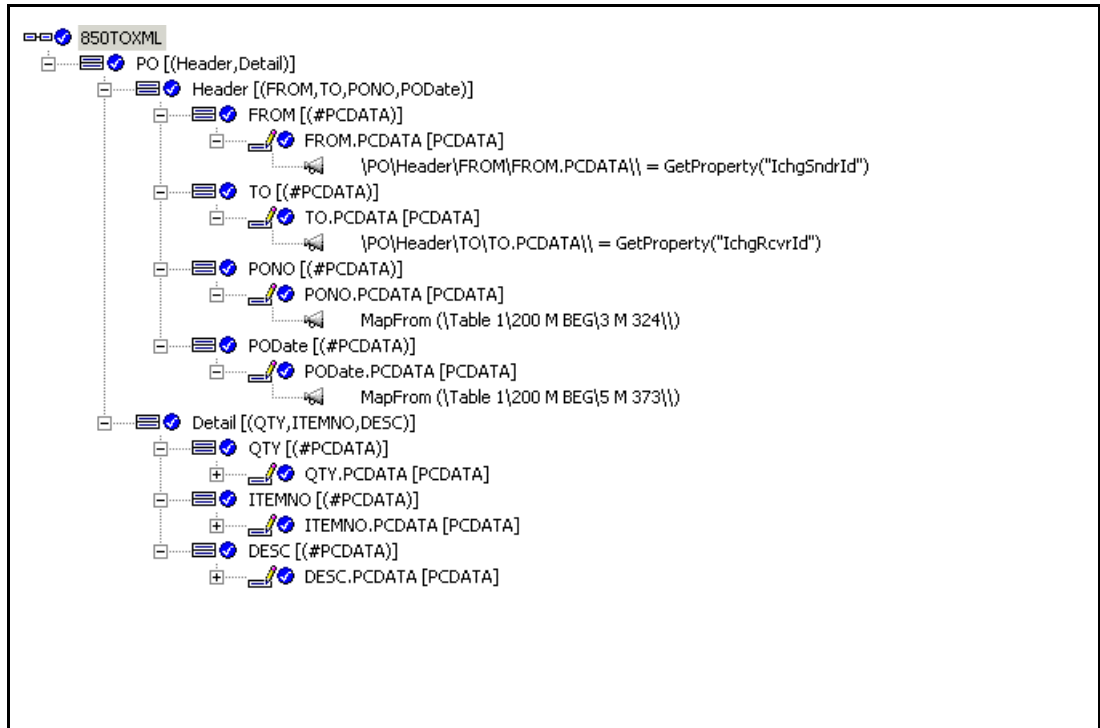 850TOXML
PO [(Header,Detail)]
Header [(FROM,TO,PONO,PODate)]
FROM [(#PCDATA)]
FROM.PCDATA [PCDATA]
\PO\Header\FROM\FROM.PCDATA\\ = GetProperty("IchgSndrId")
TO [(#PCDATA)]
TO.PCDATA [PCDATA]
\PO\Header\TO\TO.PCDATA\\ = GetProperty("IchgRcvrId")
PONO [(#PCDATA)]
PONO.PCDATA [PCDATA]
MapFrom (\Table 1\200 M BEG\3 M 324\\)
PODate [(#PCDATA)]
PODate.PCDATA [PCDATA]
MapFrom (\Table 1\200 M BEG\5 M 373\\)
Detail [(QTY,ITEMNO,DESC)]
QTY [(#PCDATA)]
QTY.PCDATA [PCDATA]
ITEMNO [(#PCDATA)]
ITEMNO.PCDATA [PCDATA]
DESC [(#PCDATA)]
DESC.PCDATA [PCDATA]